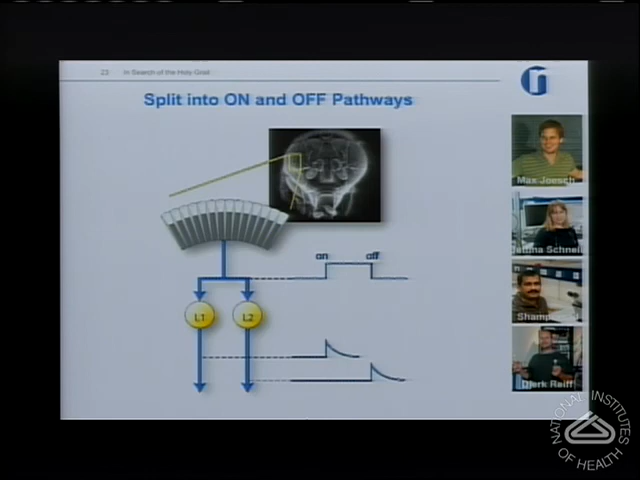 23 In Search of the Holy Grail
Split into ON and OFF Pathways
Max Joesch
Schnell
on off
L1 L2
Dierk Reiff
NATIONAL INSTITUTES
OF HEALTH